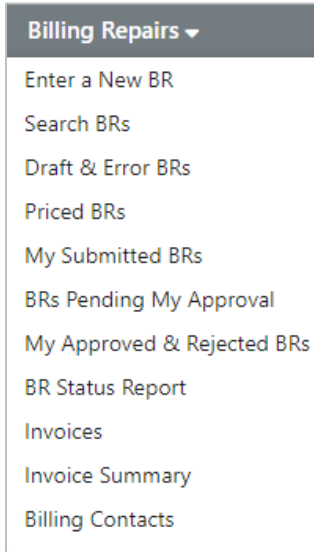 Billing Repairs
Enter a New BR
Search BRs
Draft & Error BRs
Priced BRs
My Submitted BRs
BRs Pending My Approval
My Approved & Rejected BRs
BR Status Report
Invoices
Invoice Summary
Billing Contacts